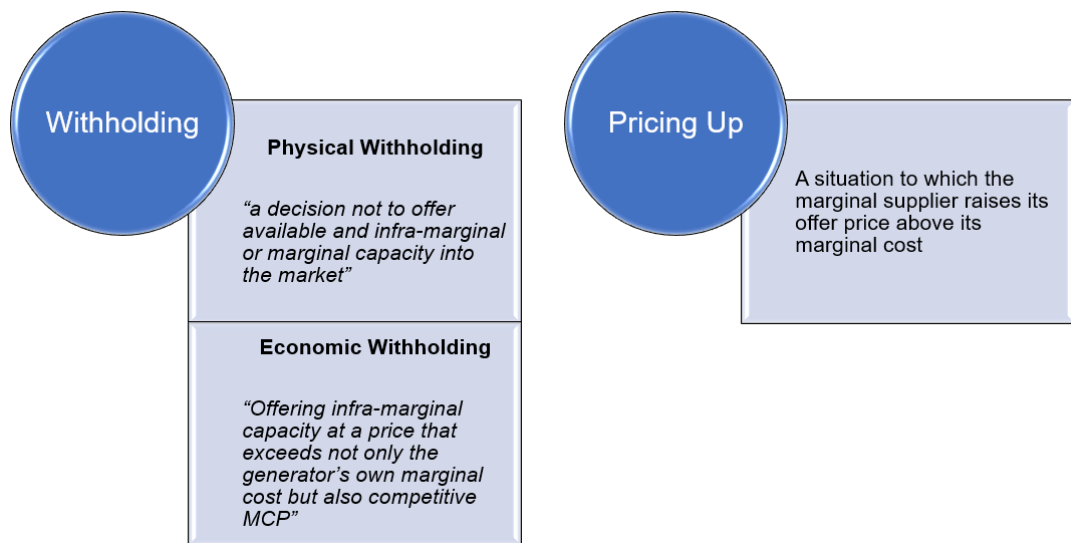 Withholding
Physical Withholding
“a decision not to offer
available and infra-marginal
or marginal capacity into
the market”
Economic Withholding
“Offering infra-marginal
capacity at a price that
exceeds not only the
generator’s own marginal
cost but also competitive
MCP”
Pricing Up
A situation to which the
marginal supplier raises its
offer price above its
marginal cost